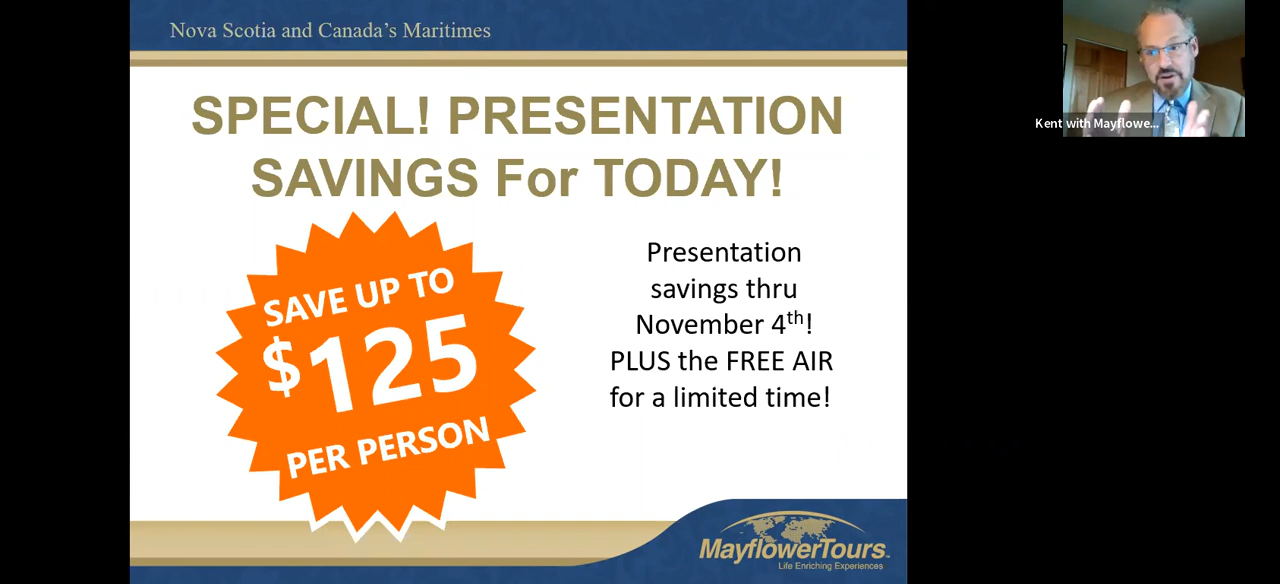 Nova Scotia and Canada's Maritimes
SPECIAL! PRESENTATION
SAVINGS For TODAY!
SAVE UP TO
$125
PER PERSON
Presentation
savings thru
November 4th!
PLUS the FREE AIR
for a limited time!
MayflowerTours™
Life Enriching Experiences
Kent with Mayflowe...